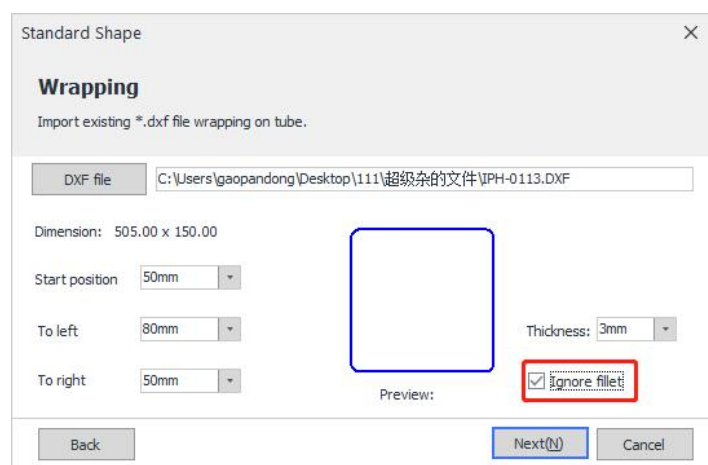 Standard Shape
Wrapping
Import existing *.dxf file wrapping on tube.
DXF file C:\Users\gaopandong\Desktop\111\超级杂的文件\IPH-0113.DXF
Dimension: 505.00 x 150.00
Start position 50mm
To left 80mm Thickness: 3mm
To right 50mm Preview: Ignore fillet
Back Next(N) Cancel